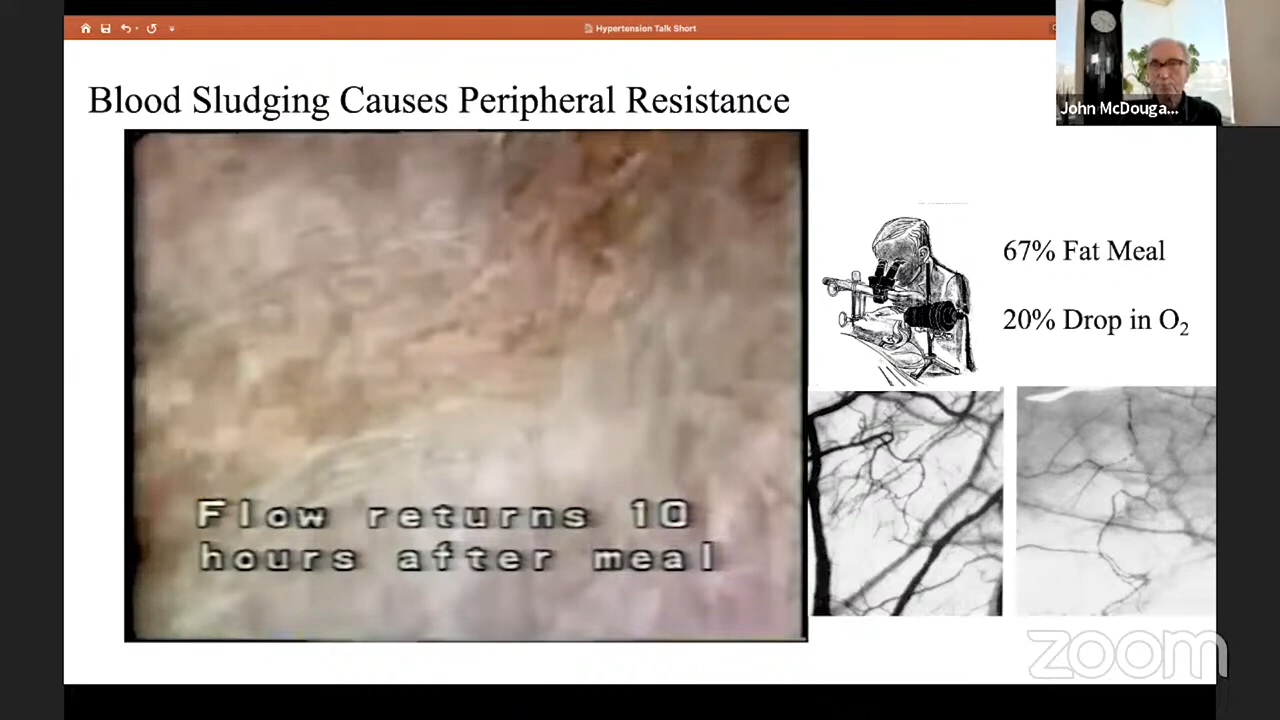 Hypertension Talk Short
John McDouga...
Blood Sludging Causes Peripheral Resistance
67% Fat Meal
20% Drop in O₂
Flow returns 10
hours after meal
zoom